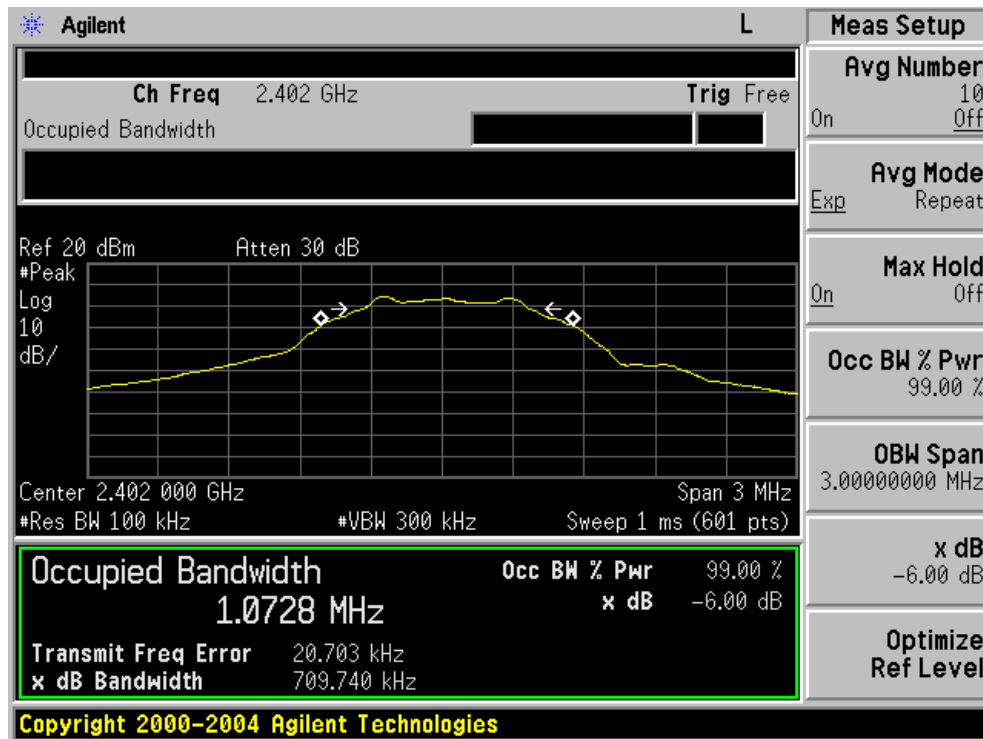 Agilent L
Ch Freq 2.402 GHz Trig Free
Occupied Bandwidth
Ref 20 dBm Atten 30 dB
#Peak
Log
10
dB/
Center 2.402 000 GHz Span 3 MHz
#Res BW 100 kHz #VBW 300 kHz Sweep 1 ms (601 pts)
Occupied Bandwidth Occ BW % Pwr 99.00 %
1.0728 MHz x dB -6.00 dB
Transmit Freq Error 20.703 kHz
x dB Bandwidth 709.740 kHz
Copyright 2000-2004 Agilent Technologies
Meas Setup
Avg Number
10
On Off
Avg Mode
Exp Repeat
Max Hold
On Off
Occ BW % Pwr
99.00 %
OBW Span
3.00000000 MHz
x dB
-6.00 dB
Optimize
Ref Level